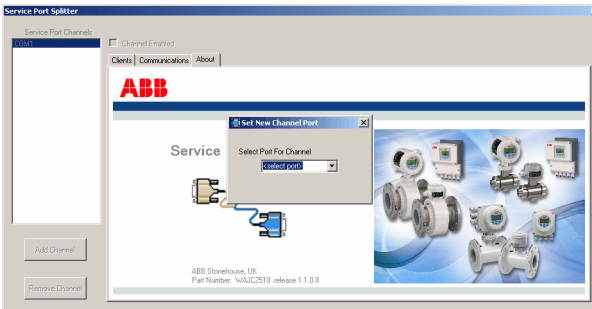 Service Port Splitter
Service Port Channels
COM1
Channel Enabled
Clients
Communications
About
ABB
Set New Channel Port
Service
Select Port For Channel
<select port>
Add Channel
Remove Channel
ABB Stonehouse, UK
Part Number: WAJC2510 release 1.1.0.0